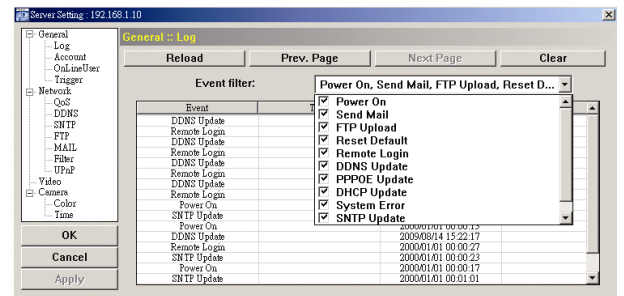 Server Setting : 192.168.1.10
General
Log
Account
OnLineUser
Trigger
Network
QoS
DDNS
SNTP
FTP
MAIL
Filter
UPnP
Video
Camera
Color
Time
OK
Cancel
Apply
General :: Log
Reload Prev. Page Next Page Clear
Event filter: Power On, Send Mail, FTP Upload, Reset D...
Power On
Send Mail
FTP Upload
Reset Default
Remote Login
DDNS Update
PPPOE Update
DHCP Update
System Error
SNTP Update
Event T
DDNS Update
Remote Login
DDNS Update
Remote Login
DDNS Update
Remote Login
DDNS Update
Remote Login
Power On
SNTP Update
Power On 2000/01/01 00:00:15
DDNS Update 2009/08/14 15:22:17
Remote Login 2000/01/01 00:00:27
SNTP Update 2000/01/01 00:00:23
Power On 2000/01/01 00:00:17
SNTP Update 2000/01/01 00:01:01